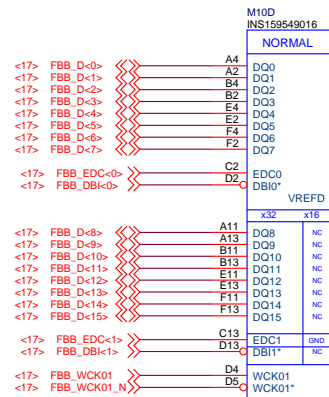 M10D
INS159549016
NORMAL
<17> FBB_D<0> A4 DQ0
<17> FBB_D<1> A2 DQ1
<17> FBB_D<2> B4 DQ2
<17> FBB_D<3> B2 DQ3
<17> FBB_D<4> E4 DQ4
<17> FBB_D<5> E2 DQ5
<17> FBB_D<6> F4 DQ6
<17> FBB_D<7> F2 DQ7
<17> FBB_EDC<0> C2 EDC0
<17> FBB_DBI<0> D2 DBI0*
VREFD
x32 x16
<17> FBB_D<8> A11 DQ8 NC
<17> FBB_D<9> A13 DQ9 NC
<17> FBB_D<10> B11 DQ10 NC
<17> FBB_D<11> B13 DQ11 NC
<17> FBB_D<12> E11 DQ12 NC
<17> FBB_D<13> E13 DQ13 NC
<17> FBB_D<14> F11 DQ14 NC
<17> FBB_D<15> F13 DQ15 NC
<17> FBB_EDC<1> C13 EDC1 GND
<17> FBB_DBI<1> D13 DBI1* NC
<17> FBB_WCK01 D4 WCK01
<17> FBB_WCK01_N D5 WCK01*